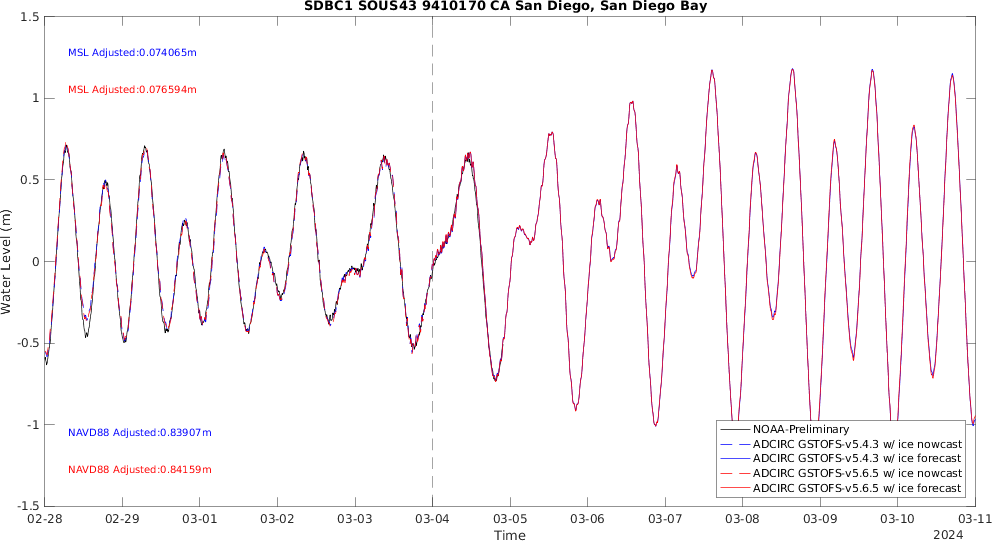 SDBC1 SOUS43 9410170 CA San Diego, San Diego Bay
1.5
MSL Adjusted:0.074065m
MSL Adjusted:0.076594m
1
0.5
Water Level (m)
0
-0.5
-1
NAVD88 Adjusted:0.83907m
NAVD88 Adjusted:0.84159m
NOAA-Preliminary
ADCIRC GSTOFS-v5.4.3 w/ ice nowcast
ADCIRC GSTOFS-v5.4.3 w/ ice forecast
ADCIRC GSTOFS-v5.6.5 w/ ice nowcast
ADCIRC GSTOFS-v5.6.5 w/ ice forecast
-1.5
02-28 02-29 03-01 03-02 03-03 03-04 03-05 03-06 03-07 03-08 03-09 03-10 03-11
Time
2024